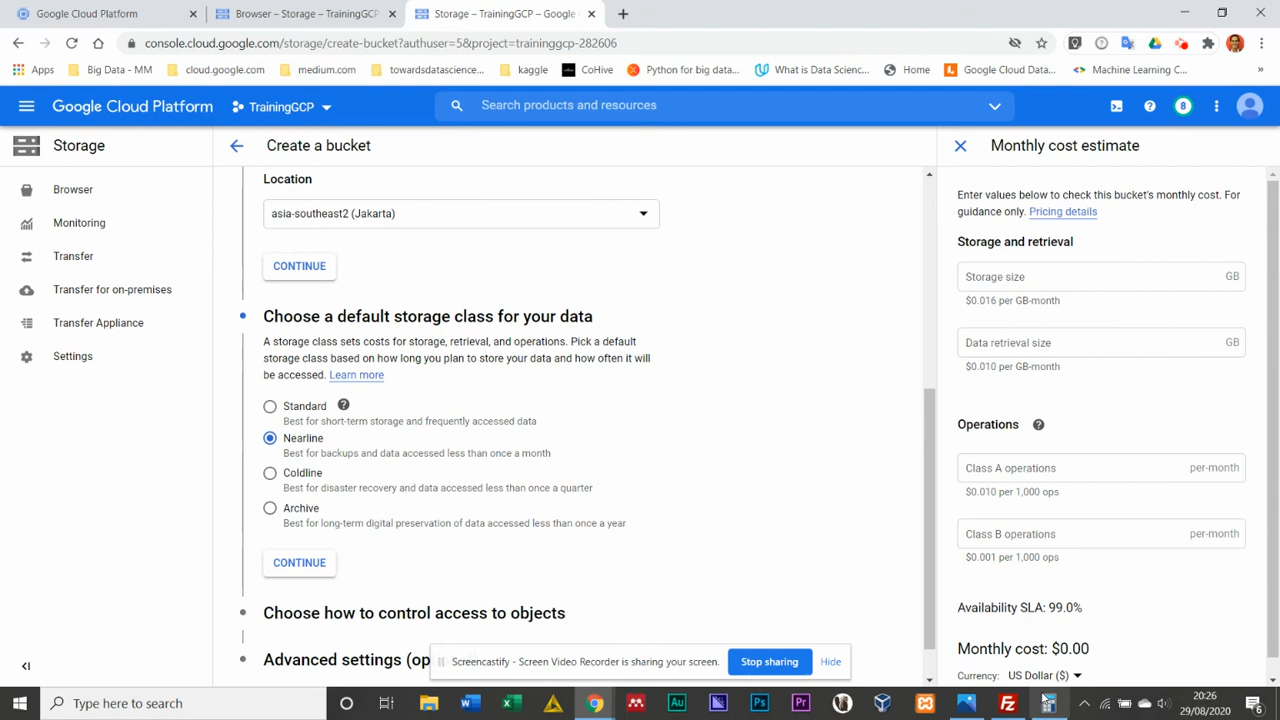 Google Cloud Platform
Browser – Storage – TrainingGCP
Storage – TrainingGCP – Google
console.cloud.google.com/storage/create-bucket?authuser=5&project=traininggcp-282606
Apps
Big Data - MM
cloud.google.com
medium.com
towardsdatascience...
kaggle
CoHive
Python for big data...
What is Data Scienc...
Home
Google Cloud Data...
Machine Learning C...
Google Cloud Platform
TrainingGCP
Search products and resources
8
Storage
Create a bucket
Monthly cost estimate
Browser
Monitoring
Transfer
Transfer for on-premises
Transfer Appliance
Settings
Location
asia-southeast2 (Jakarta)
CONTINUE
Choose a default storage class for your data
A storage class sets costs for storage, retrieval, and operations. Pick a default
storage class based on how long you plan to store your data and how often it will
be accessed. Learn more
Standard
Best for short-term storage and frequently accessed data
Nearline
Best for backups and data accessed less than once a month
Coldline
Best for disaster recovery and data accessed less than once a quarter
Archive
Best for long-term digital preservation of data accessed less than once a year
CONTINUE
Choose how to control access to objects
Advanced settings (op
Enter values below to check this bucket's monthly cost. For
guidance only. Pricing details
Storage and retrieval
Storage size GB
$0.016 per GB-month
Data retrieval size GB
$0.010 per GB-month
Operations
Class A operations per-month
$0.010 per 1,000 ops
Class B operations per-month
$0.001 per 1,000 ops
Availability SLA: 99.0%
Monthly cost: $0.00
Currency: US Dollar ($)
Screencastify - Screen Video Recorder is sharing your screen.
Stop sharing
Hide
Type here to search
Au
Ps
Pr
20:26
29/08/2020
6